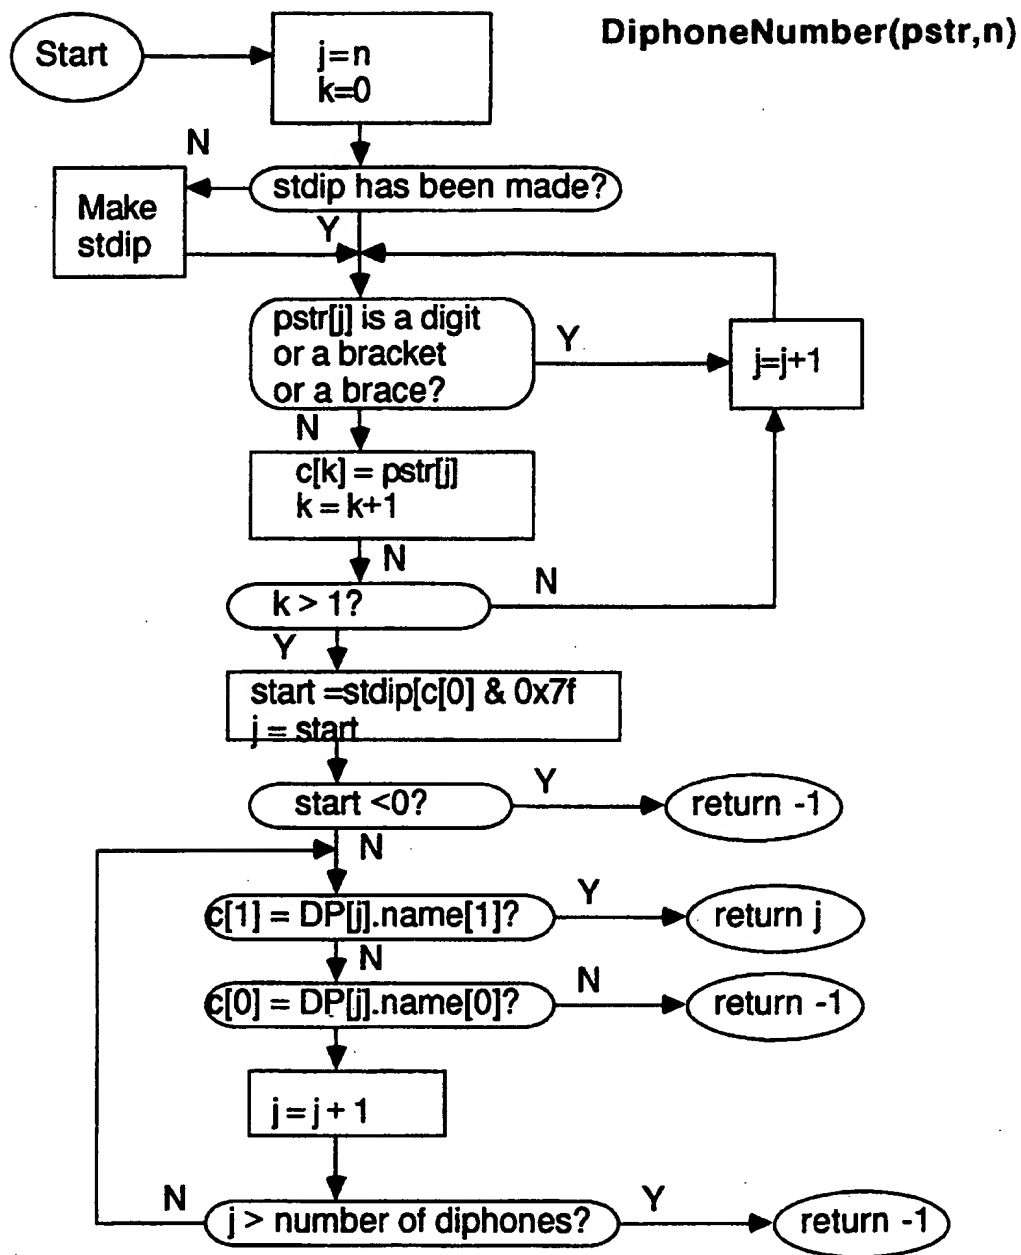 DiphoneNumber(pstr,n)
Start
j=n
k=0
N
stdip has been made?
Make
stdip
Y
pstr[j] is a digit
or a bracket
or a brace?
Y
j=j+1
N
c[k] = pstr[j]
k = k+1
N
k > 1?
N
Y
start =stdip[c[0] & 0x7f
j = start
start <0?
Y
return -1
N
c[1] = DP[j].name[1]?
Y
return j
N
c[0] = DP[j].name[0]?
N
return -1
j = j + 1
N
j > number of diphones?
Y
return -1